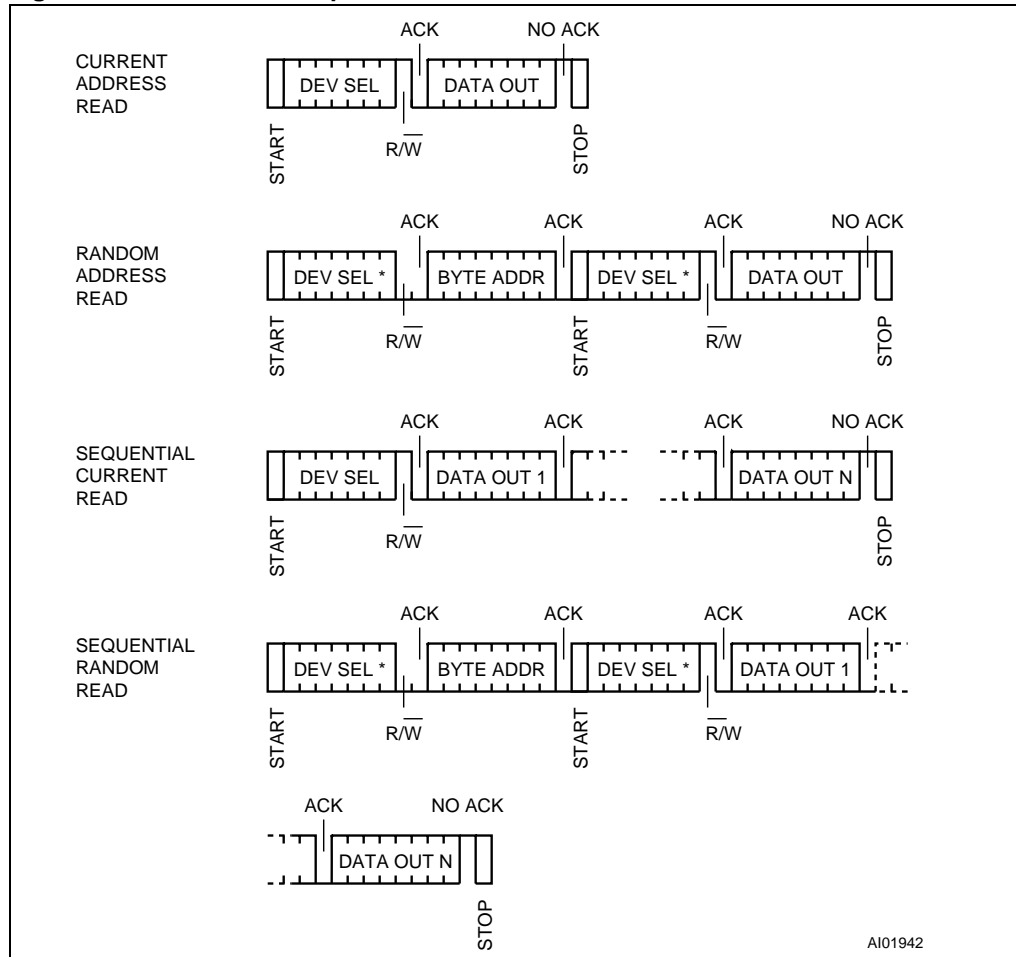 ACK NO ACK
CURRENT
ADDRESS
READ
DEV SEL DATA OUT
START R/W̅ STOP
ACK ACK ACK NO ACK
RANDOM
ADDRESS
READ
DEV SEL * BYTE ADDR DEV SEL * DATA OUT
START R/W̅ START R̅/W STOP
ACK ACK ACK NO ACK
SEQUENTIAL
CURRENT
READ
DEV SEL DATA OUT 1 DATA OUT N
START R/W̅ STOP
ACK ACK ACK ACK
SEQUENTIAL
RANDOM
READ
DEV SEL * BYTE ADDR DEV SEL * DATA OUT 1
START R/W̅ START R̅/W
ACK NO ACK
DATA OUT N
STOP
AI01942